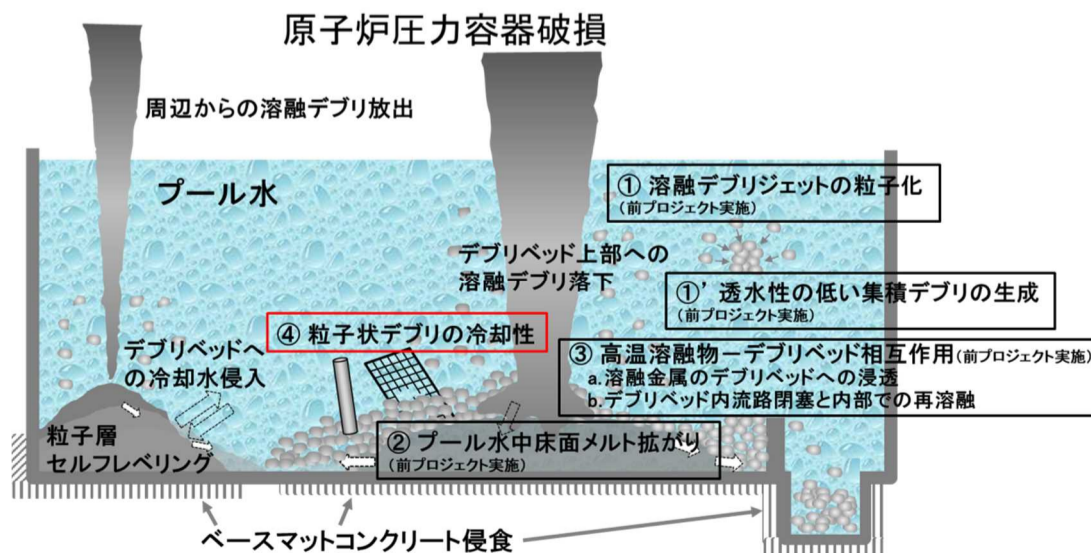 原子炉圧力容器破損
周辺からの溶融デブリ放出
プール水
① 溶融デブリジェットの粒子化
(前プロジェクト実施)
デブリベッド上部への
溶融デブリ落下
①’ 透水性の低い集積デブリの生成
(前プロジェクト実施)
④ 粒子状デブリの冷却性
デブリベッドへ
の冷却水侵入
③ 高温溶融物－デブリベッド相互作用(前プロジェクト実施)
a.溶融金属のデブリベッドへの浸透
b.デブリベッド内流路閉塞と内部での再溶融
粒子層
セルフレベリング
② プール水中床面メルト拡がり
(前プロジェクト実施)
ベースマットコンクリート侵食